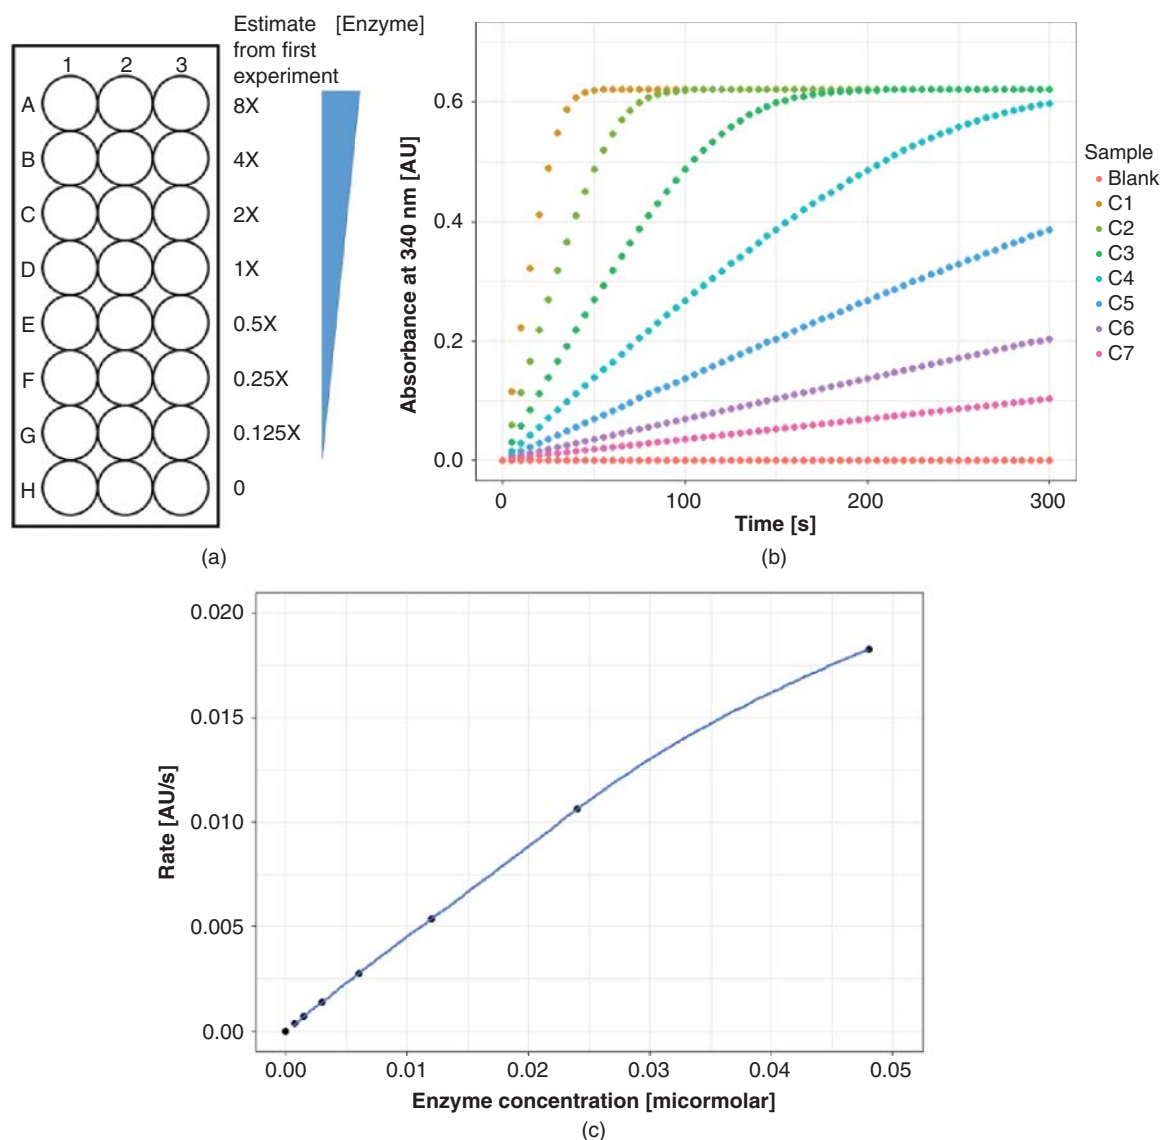 Estimate [Enzyme]
from first
experiment
1 2 3
A 8X
B 4X
C 2X
D 1X
E 0.5X
F 0.25X
G 0.125X
H 0
(a)
Absorbance at 340 nm [AU]
0.6
0.4
0.2
0.0
0 100 200 300
Time [s]
Sample
Blank
C1
C2
C3
C4
C5
C6
C7
(b)
Rate [AU/s]
0.020
0.015
0.010
0.005
0.00
0.00 0.01 0.02 0.03 0.04 0.05
Enzyme concentration [micormolar]
(c)